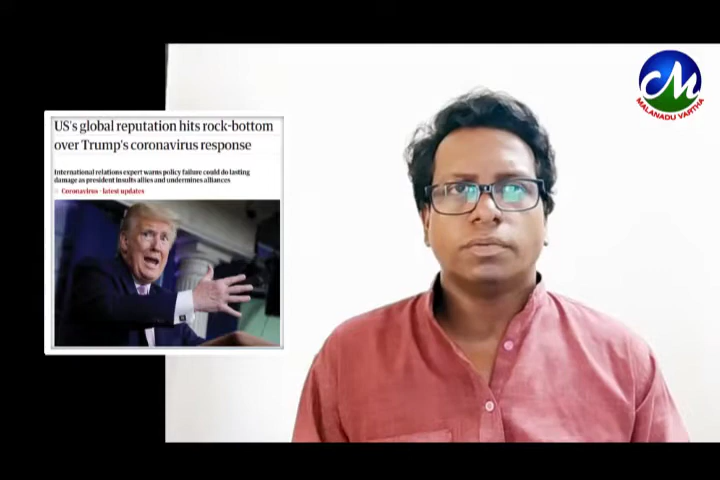 US's global reputation hits rock-bottom
over Trump's coronavirus response
International relations expert warns policy failure could do lasting
damage as president insults allies and undermines alliances
Coronavirus - latest updates
CM
MALANADU VARTHA